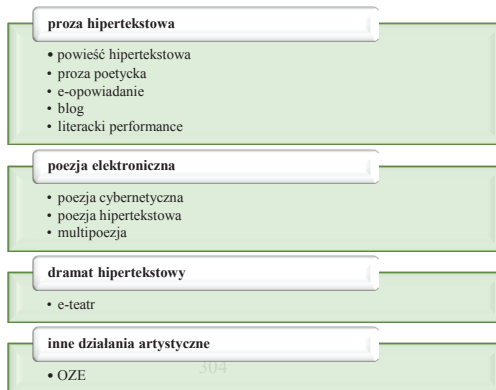 proza hipertekstowa
• powieść hipertekstowa
• proza poetycka
• e-opowiadanie
• blog
• literacki performance
poezja elektroniczna
• poezja cybernetyczna
• poezja hipertekstowa
• multipoezja
dramat hipertekstowy
• e-teatr
inne działania artystyczne
• OZE
304